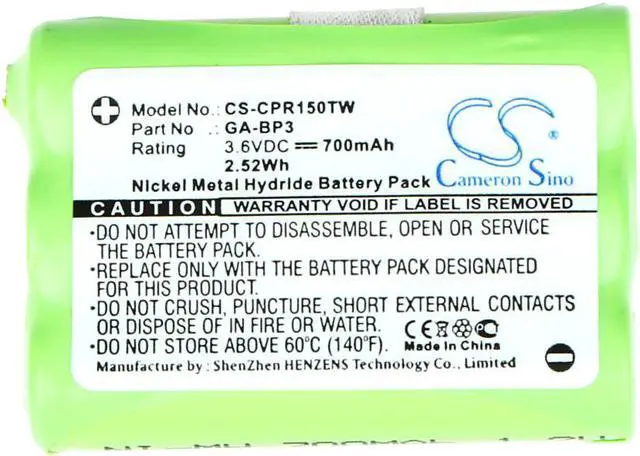 Model No.: CS-CPR150TW
Part No : GA-BP3
Rating : 3.6VDC ⎓ 700mAh
2.52Wh
Nickel Metal Hydride Battery Pack
CS
Cameron Sino
CAUTION WARRANTY VOID IF LABEL IS REMOVED
•DO NOT ATTEMPT TO DISASSEMBLE, OPEN OR SERVICE
THE BATTERY PACK.
•REPLACE ONLY WITH THE BATTERY PACK DESIGNATED
FOR THIS PRODUCT.
•DO NOT CRUSH, PUNCTURE, SHORT EXTERNAL CONTACTS
OR DISPOSE OF IN FIRE OR WATER.
•DO NOT STORE ABOVE 60°C (140°F).
CE
Made In China
Manufacturer by : ShenZhen HENZENS Technology Co., Limited